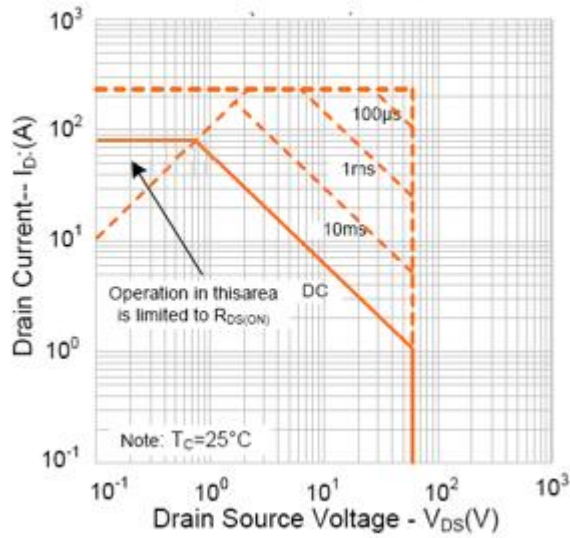 10³
10²
10¹
10⁰
10⁻¹
Drain Current-- I_D:(A)
100µs
1ms
10ms
DC
Operation in thisarea
is limited to R_DS(ON)
Note: T_C=25°C
10⁻¹ 10⁰ 10¹ 10² 10³
Drain Source Voltage - V_DS(V)